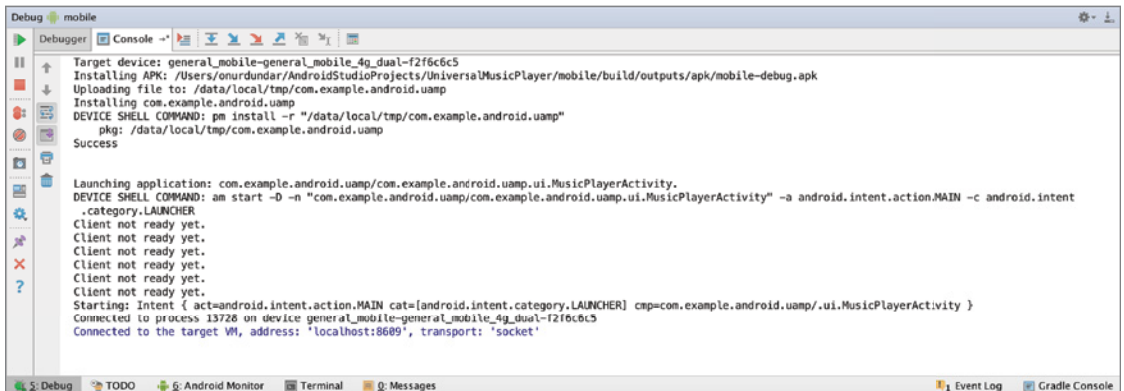 Debug mobile
Debugger Console
Target device: general_mobile-general_mobile_4g_dual-f2f6c6c5
Installing APK: /Users/onurdundar/AndroidStudioProjects/UniversalMusicPlayer/mobile/build/outputs/apk/mobile-debug.apk
Uploading file to: /data/local/tmp/com.example.android.uamp
Installing com.example.android.uamp
DEVICE SHELL COMMAND: pm install -r "/data/local/tmp/com.example.android.uamp"
pkg: /data/local/tmp/com.example.android.uamp
Success
Launching application: com.example.android.uamp/com.example.android.uamp.ui.MusicPlayerActivity.
DEVICE SHELL COMMAND: am start -D -n "com.example.android.uamp/com.example.android.uamp.ui.MusicPlayerActivity" -a android.intent.action.MAIN -c android.intent
.category.LAUNCHER
Client not ready yet.
Client not ready yet.
Client not ready yet.
Client not ready yet.
Client not ready yet.
Client not ready yet.
Starting: Intent { act=android.intent.action.MAIN cat=[android.intent.category.LAUNCHER] cmp=com.example.android.uamp/.ui.MusicPlayerActivity }
Connected to process 13728 on device general_mobile-general_mobile_4g_dual-f2f6c6c5
Connected to the target VM, address: 'localhost:8609', transport: 'socket'
5: Debug TODO 6: Android Monitor Terminal 0: Messages 1 Event Log Gradle Console